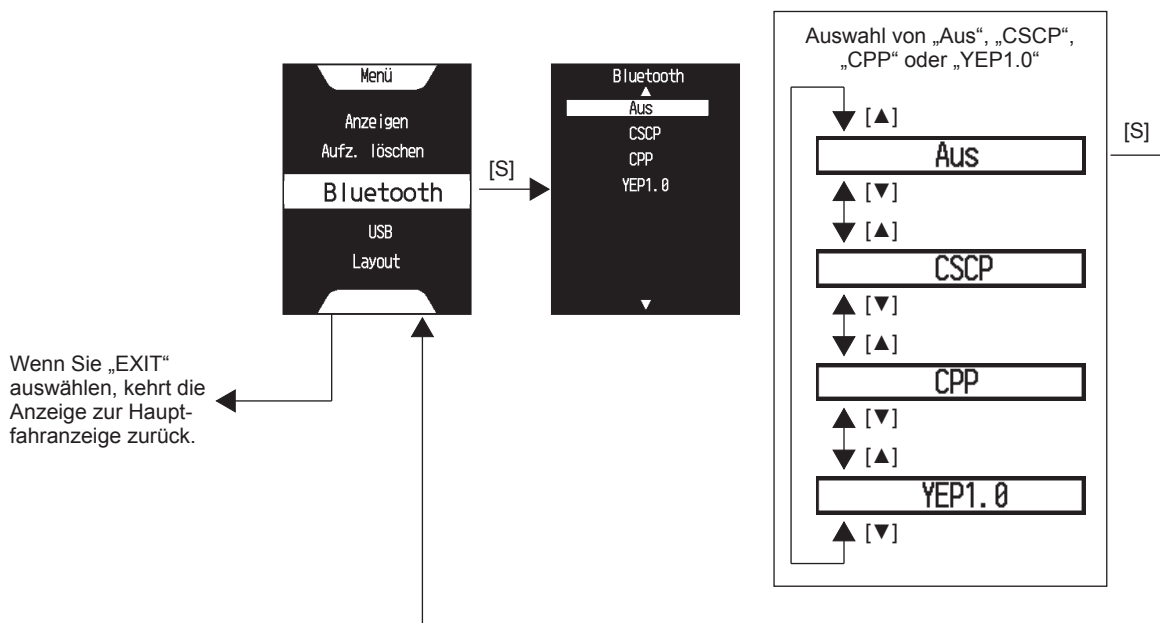 Menü
Anzeigen
Aufz. löschen
Bluetooth
USB
Layout
[S]
Bluetooth
▲
Aus
CSCP
CPP
YEP1.0
▼
Auswahl von „Aus“, „CSCP“,
„CPP“ oder „YEP1.0“
[▲]
Aus
[▼]
[▲]
CSCP
[▼]
[▲]
CPP
[▼]
[▲]
YEP1.0
[▼]
[S]
Wenn Sie „EXIT“
auswählen, kehrt die
Anzeige zur Haupt-
fahranzeige zurück.